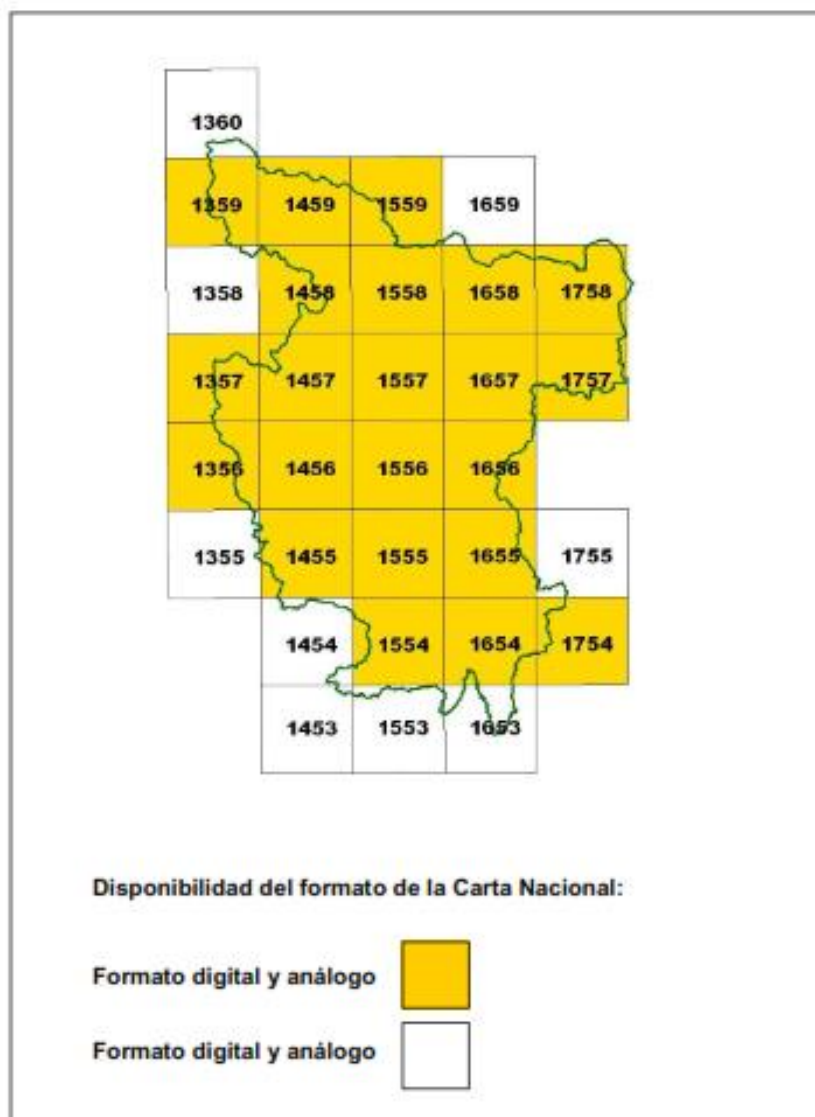 1360
1359 1459 1559 1659
1358 1458 1558 1658 1758
1357 1457 1557 1657 1757
1356 1456 1556 1656
1355 1455 1555 1655 1755
1454 1554 1654 1754
1453 1553 1653
Disponibilidad del formato de la Carta Nacional:
Formato digital y análogo
Formato digital y análogo